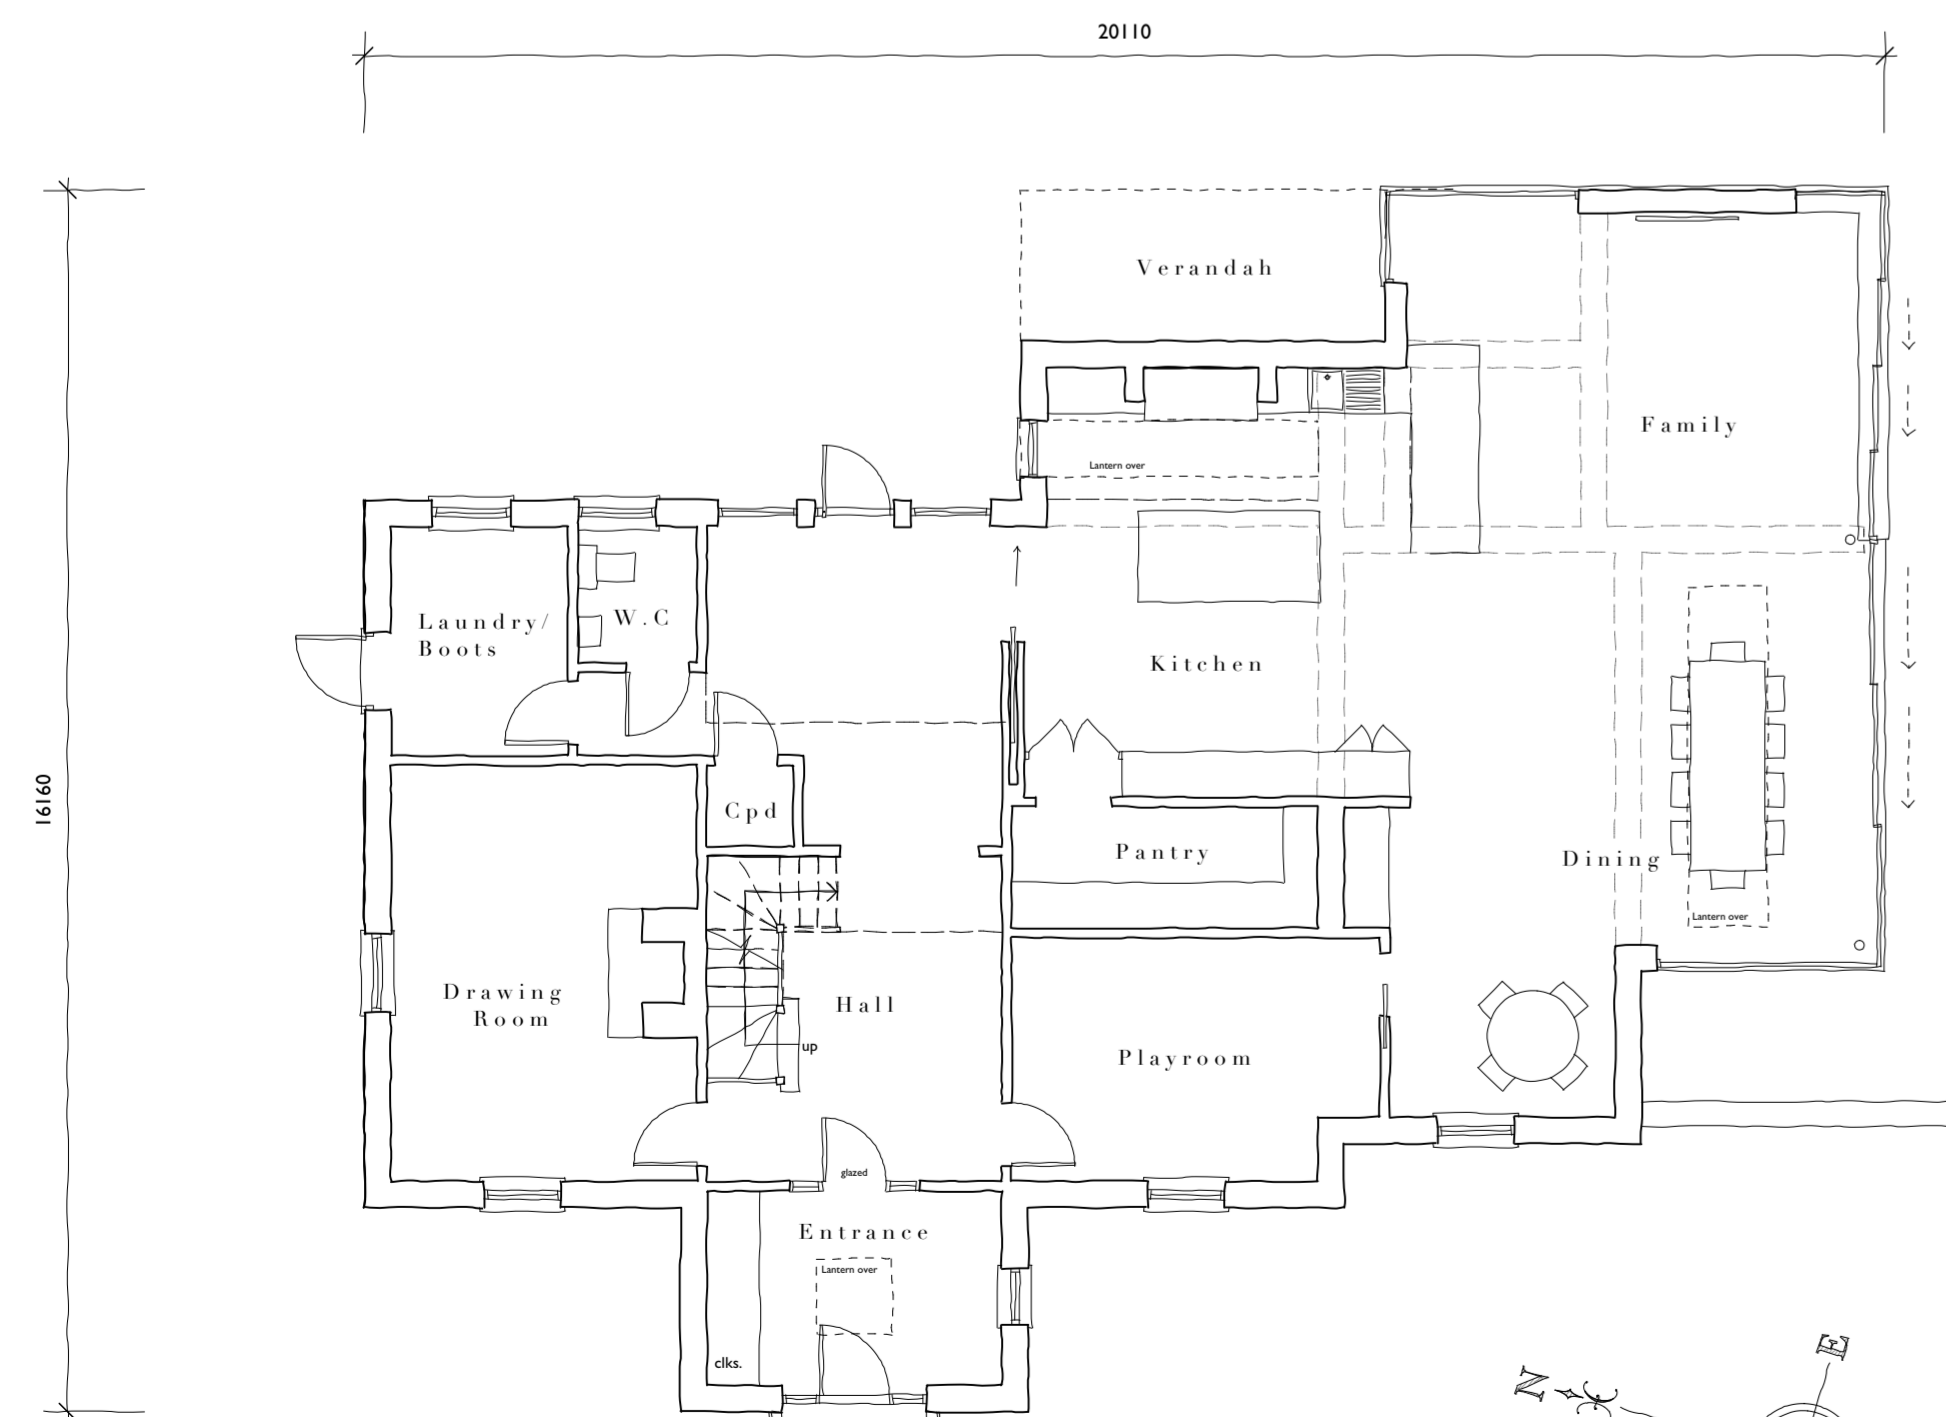 20110
Verandah
Family
Lantern over
Laundry/
Boots
W.C
Kitchen
16160
Cpd
Pantry
Dining
Lantern over
Drawing
Room
Hall
up
Playroom
glazed
Entrance
Lantern over
clks.
E
N